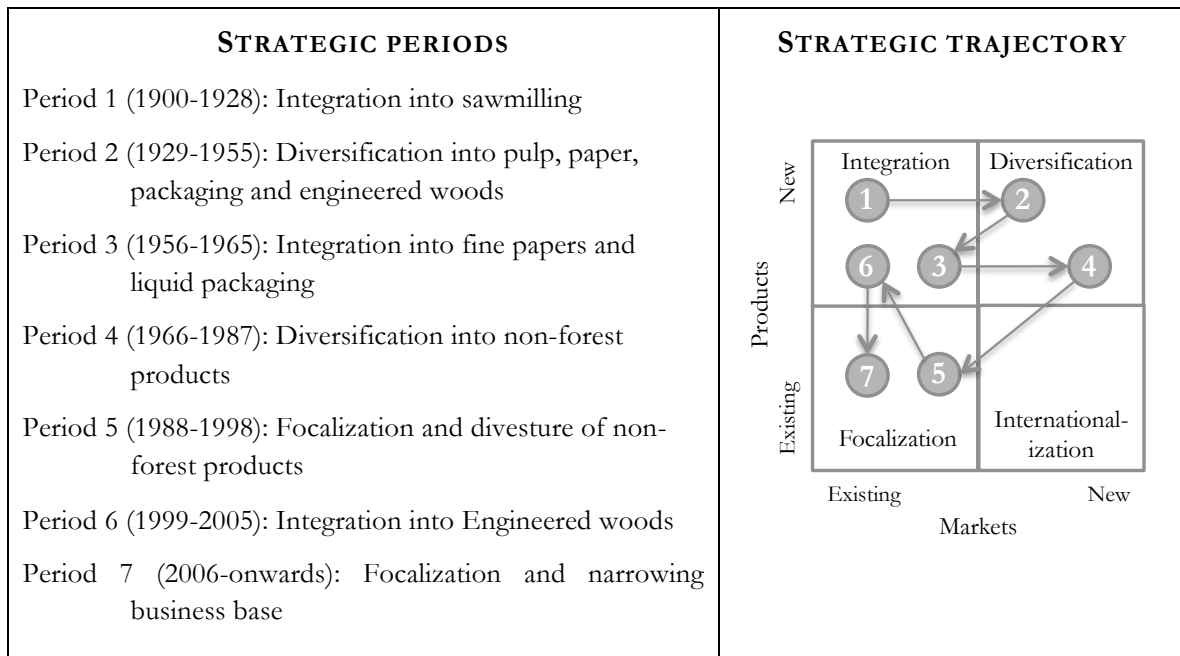 STRATEGIC PERIODS
Period 1 (1900-1928): Integration into sawmilling
Period 2 (1929-1955): Diversification into pulp, paper,
packaging and engineered woods
Period 3 (1956-1965): Integration into fine papers and
liquid packaging
Period 4 (1966-1987): Diversification into non-forest
products
Period 5 (1988-1998): Focalization and divesture of non-
forest products
Period 6 (1999-2005): Integration into Engineered woods
Period 7 (2006-onwards): Focalization and narrowing
business base
STRATEGIC TRAJECTORY
New
Products
Existing
Integration
Diversification
1
2
6
3
4
7
5
Focalization
International-
ization
Existing
New
Markets